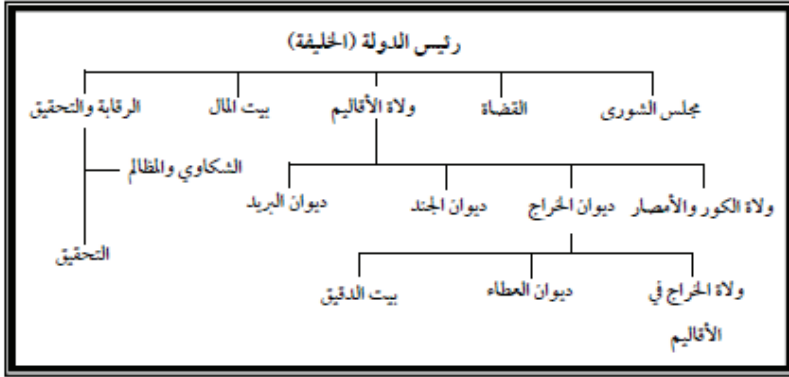 رئيس الدولة (الخليفة)
مجلس الشورى القضاة ولاة الأقاليم بيت المال الرقابة والتحقيق
الشكاوي والمظالم
ولاة الكور والأمصار ديوان الخراج ديوان الجند ديوان البريد
التحقيق
ولاة الخراج في ديوان العطاء بيت الدقيق
الأقاليم